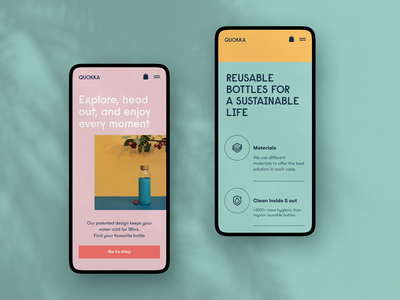 QUOKKA
Explore, head
out, and enjoy
every moment
Our patented design keeps your
water cold for 18hrs.
Find your favourite bottle
Go to shop
QUOKKA
REUSABLE
BOTTLES FOR
A SUSTAINABLE
LIFE
Materials
We use different
materials to offer the best
solution in each case.
Clean inside & out
+1000× more hygienic than
regular reusable bottles